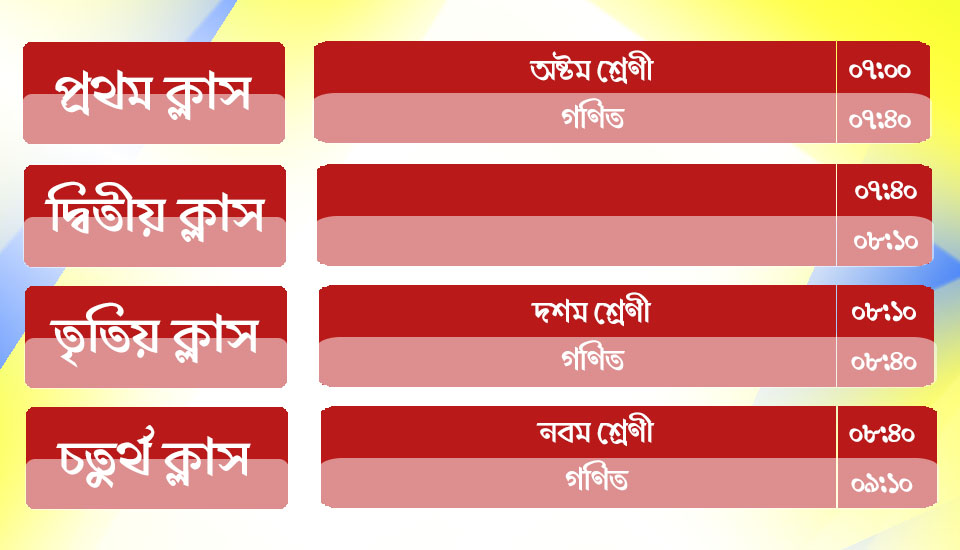 প্রথম ক্লাস
অষ্টম শ্রেণী
০৭:০০
গণিত
০৭:৪০
দ্বিতীয় ক্লাস
০৭:৪০
০৮:১০
তৃতিয় ক্লাস
দশম শ্রেণী
০৮:১০
গণিত
০৮:৪০
চতুর্থ ক্লাস
নবম শ্রেণী
০৮:৪০
গণিত
০৯:১০